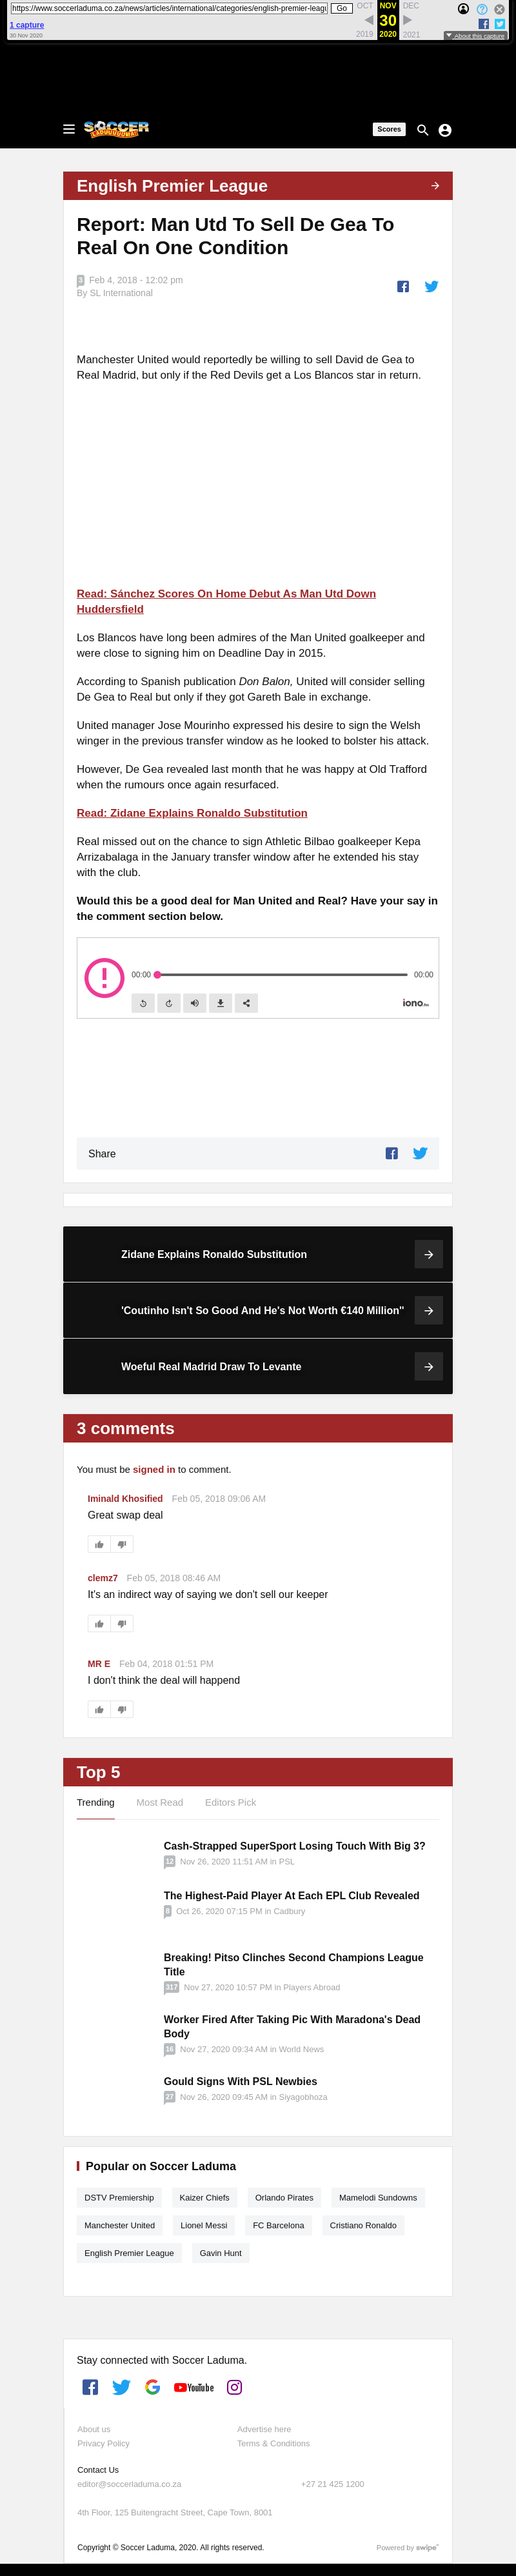 https://www.soccerladuma.co.za/news/articles/international/categories/english-premier-leagu Go
OCT NOV DEC
30
2019 2020 2021
1 capture
30 Nov 2020
About this capture
SOCCER LADUUUUMA!
Scores
English Premier League
Report: Man Utd To Sell De Gea To
Real On One Condition
3 Feb 4, 2018 - 12:02 pm
By SL International
Manchester United would reportedly be willing to sell David de Gea to
Real Madrid, but only if the Red Devils get a Los Blancos star in return.
Read: Sánchez Scores On Home Debut As Man Utd Down
Huddersfield
Los Blancos have long been admires of the Man United goalkeeper and
were close to signing him on Deadline Day in 2015.
According to Spanish publication Don Balon, United will consider selling
De Gea to Real but only if they got Gareth Bale in exchange.
United manager Jose Mourinho expressed his desire to sign the Welsh
winger in the previous transfer window as he looked to bolster his attack.
However, De Gea revealed last month that he was happy at Old Trafford
when the rumours once again resurfaced.
Read: Zidane Explains Ronaldo Substitution
Real missed out on the chance to sign Athletic Bilbao goalkeeper Kepa
Arrizabalaga in the January transfer window after he extended his stay
with the club.
Would this be a good deal for Man United and Real? Have your say in
the comment section below.
00:00 00:00
iono.fm
Share
Zidane Explains Ronaldo Substitution
'Coutinho Isn't So Good And He's Not Worth €140 Million''
Woeful Real Madrid Draw To Levante
3 comments
You must be signed in to comment.
Iminald Khosified Feb 05, 2018 09:06 AM
Great swap deal
clemz7 Feb 05, 2018 08:46 AM
It's an indirect way of saying we don't sell our keeper
MR E Feb 04, 2018 01:51 PM
I don't think the deal will happend
Top 5
Trending Most Read Editors Pick
Cash-Strapped SuperSport Losing Touch With Big 3?
12 Nov 26, 2020 11:51 AM in PSL
The Highest-Paid Player At Each EPL Club Revealed
Oct 26, 2020 07:15 PM in Cadbury
Breaking! Pitso Clinches Second Champions League
Title
317 Nov 27, 2020 10:57 PM in Players Abroad
Worker Fired After Taking Pic With Maradona's Dead
Body
16 Nov 27, 2020 09:34 AM in World News
Gould Signs With PSL Newbies
27 Nov 26, 2020 09:45 AM in Siyagobhoza
Popular on Soccer Laduma
DSTV Premiership Kaizer Chiefs Orlando Pirates Mamelodi Sundowns
Manchester United Lionel Messi FC Barcelona Cristiano Ronaldo
English Premier League Gavin Hunt
Stay connected with Soccer Laduma.
YouTube
About us Advertise here
Privacy Policy Terms & Conditions
Contact Us
editor@soccerladuma.co.za +27 21 425 1200
4th Floor, 125 Buitengracht Street, Cape Town, 8001
Copyright © Soccer Laduma, 2020. All rights reserved. Powered by swipe